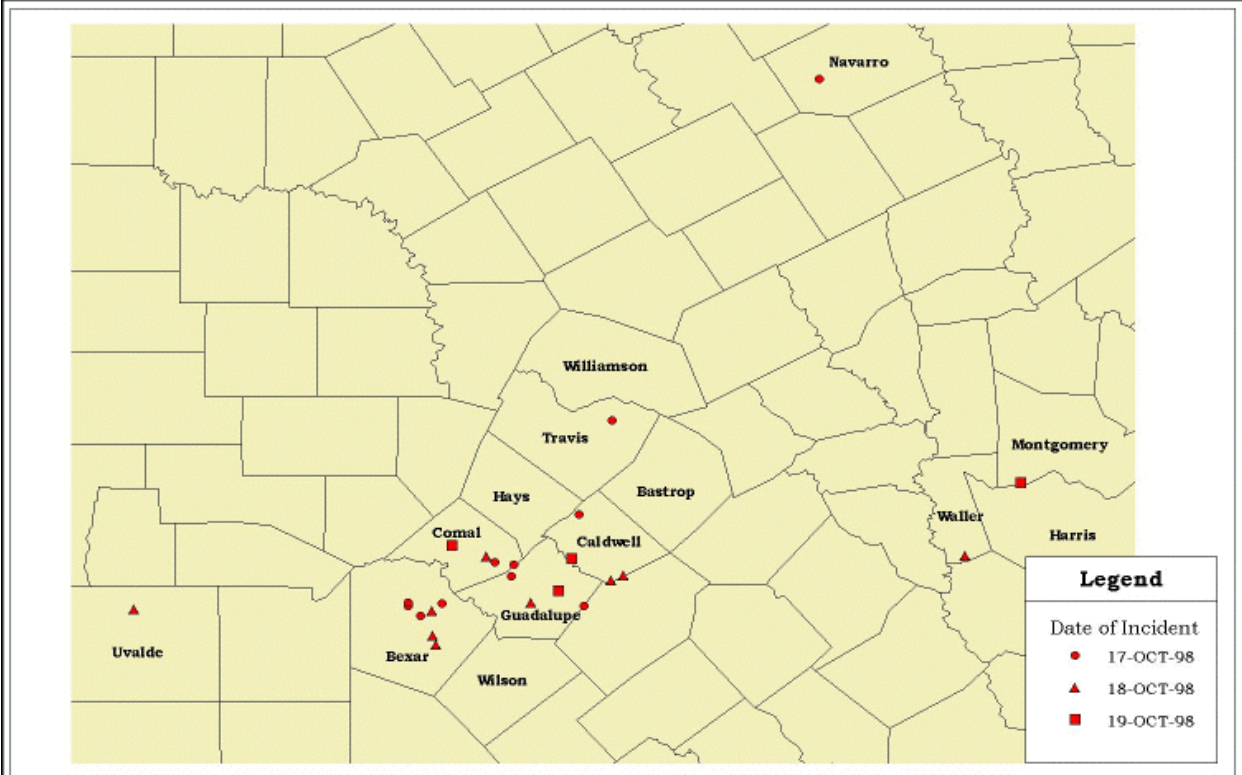 Navarro
Williamson
Travis
Montgomery
Hays
Bastrop
Waller
Comal
Caldwell
Harris
Guadalupe
Uvalde
Bexar
Wilson
Legend
Date of Incident
17-OCT-98
18-OCT-98
19-OCT-98